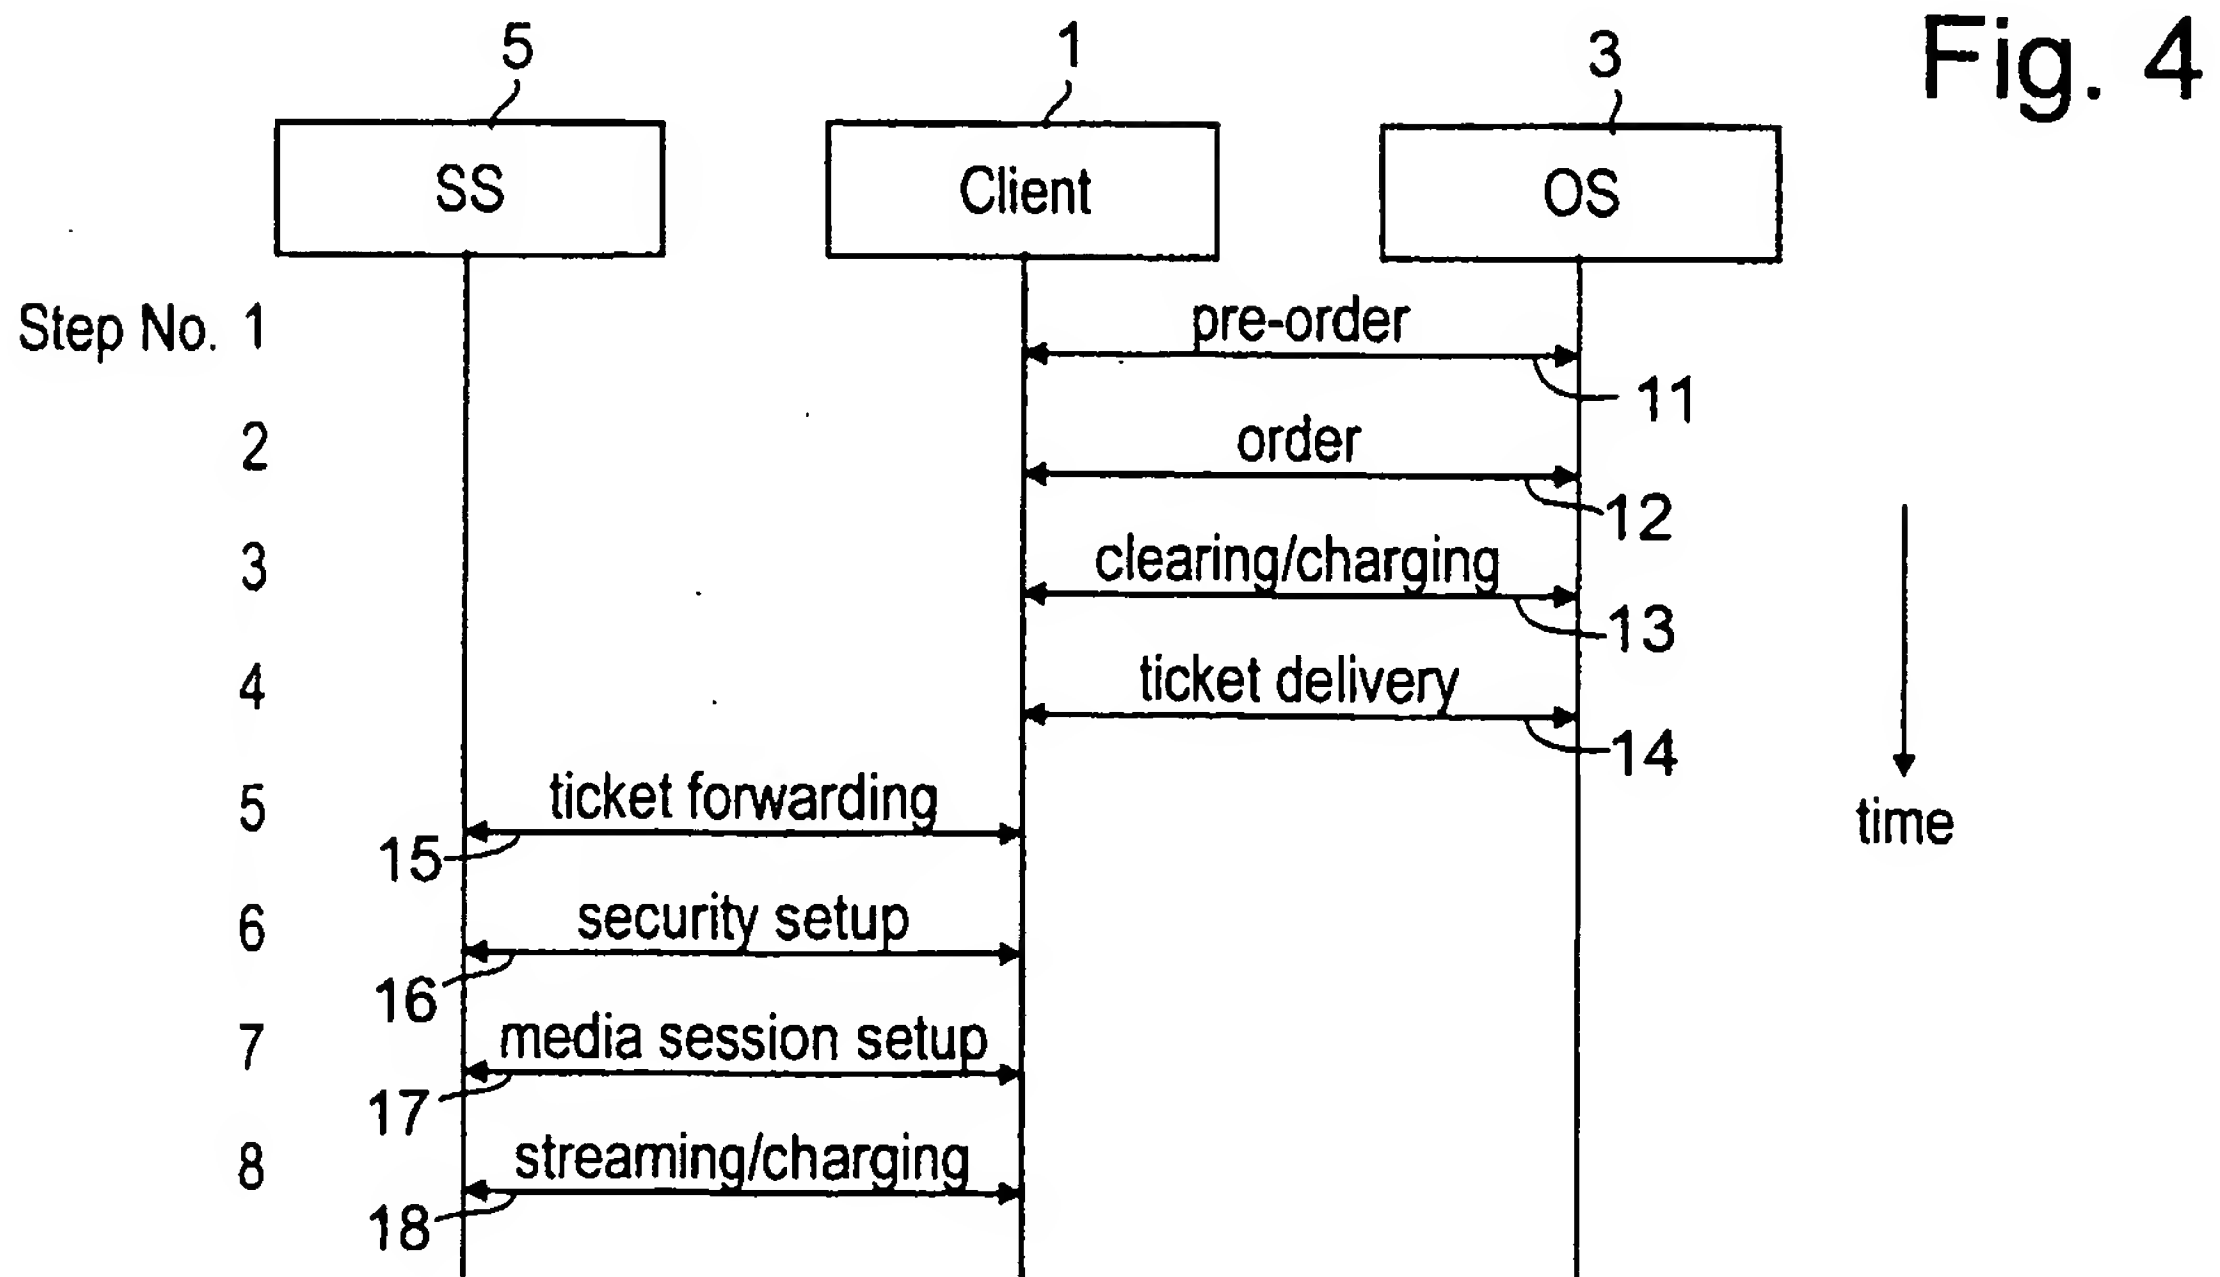 Fig. 4
5
1
3
SS
Client
OS
Step No. 1
pre-order
11
2
order
12
3
clearing/charging
13
4
ticket delivery
14
time
5
ticket forwarding
15
6
security setup
16
7
media session setup
17
8
streaming/charging
18